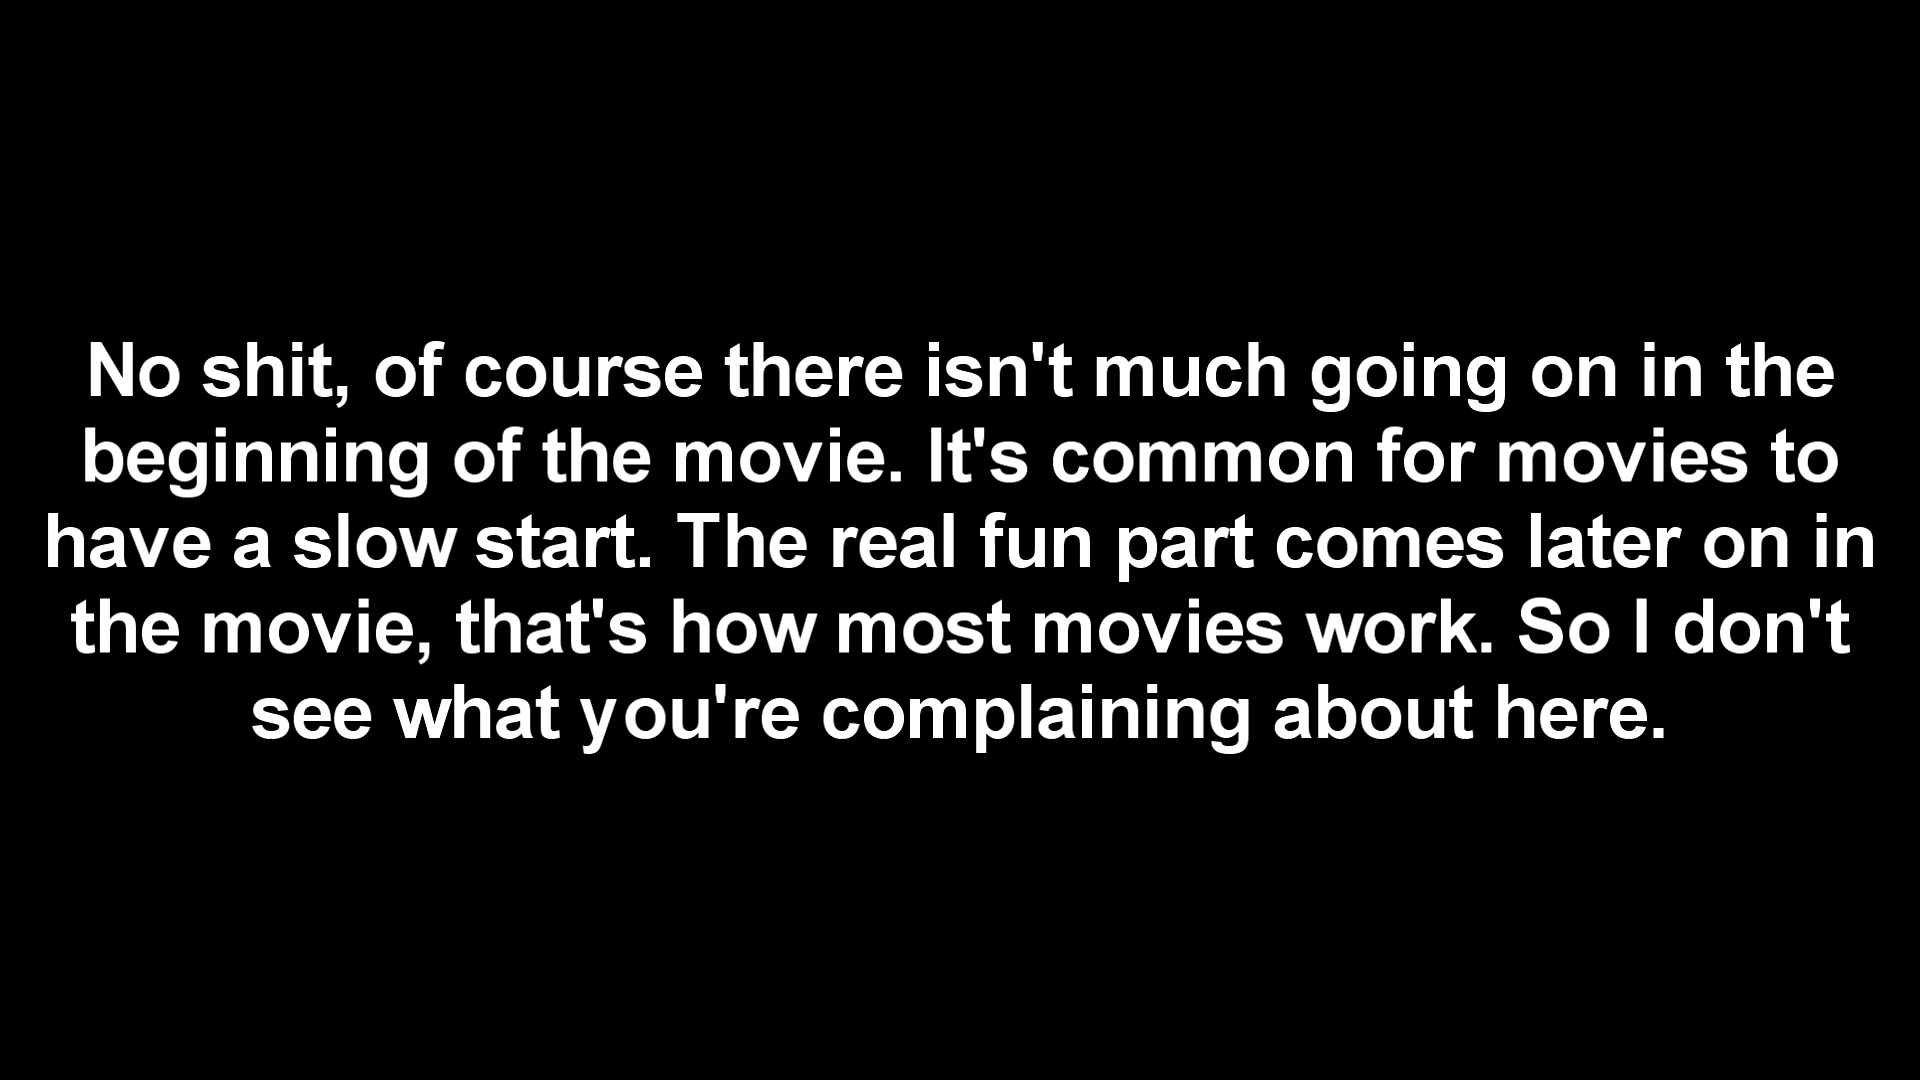 No shit, of course there isn't much going on in the
beginning of the movie. It's common for movies to
have a slow start. The real fun part comes later on in
the movie, that's how most movies work. So I don't
see what you're complaining about here.